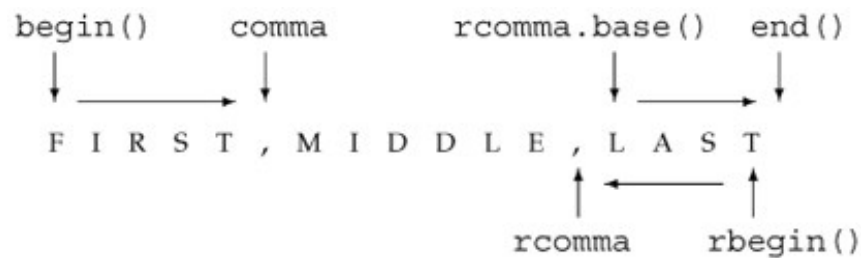 begin() comma rcomma.base() end()
F I R S T , M I D D L E , L A S T
rcomma rbegin()